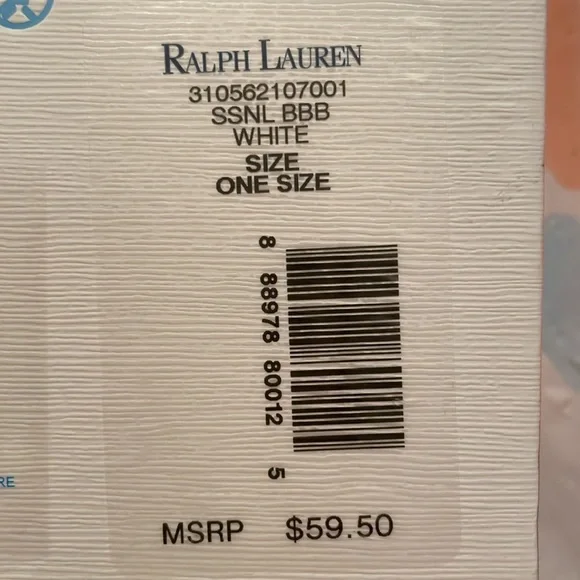 RALPH LAUREN
310562107001
SSNL BBB
WHITE
SIZE
ONE SIZE
8 88978 80012 5
RE
MSRP $59.50